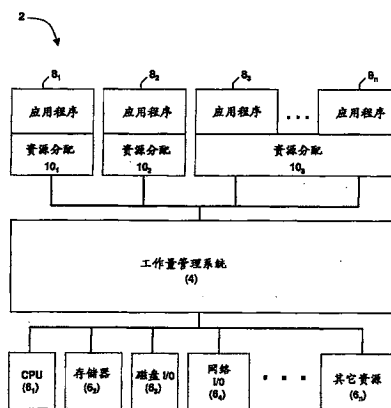 2
8₁ 8₂ 8₃ 8ₙ
应用程序 应用程序 应用程序 ··· 应用程序
资源分配 资源分配 资源分配
10₁ 10₂ 10₃
工作量管理系统
(4)
CPU 存储器 磁盘 I/O 网络 I/O ··· 其它资源
(6₁) (6₂) (6₃) (6₄) (6ₙ)